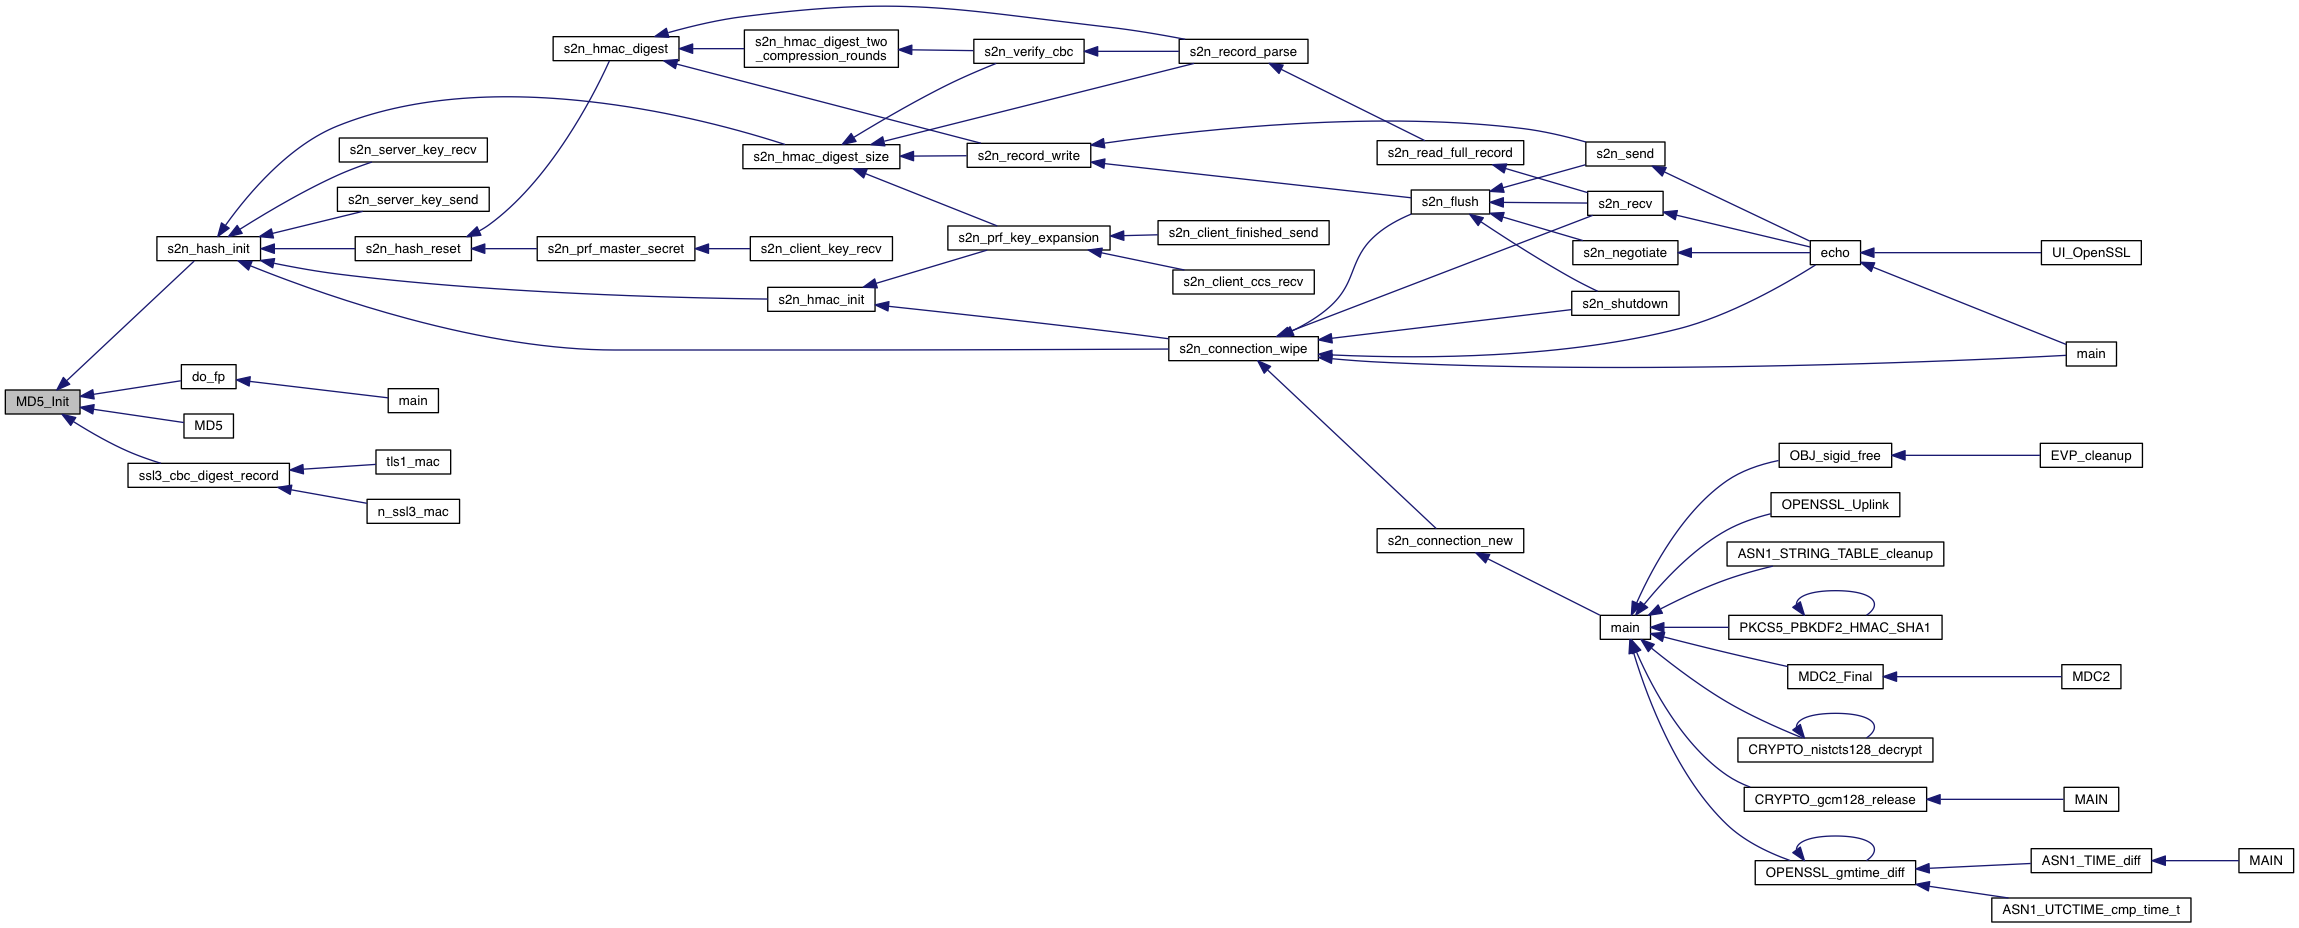 s2n_hmac_digest
s2n_hmac_digest_two
_compression_rounds
s2n_verify_cbc
s2n_record_parse
s2n_server_key_recv
s2n_hmac_digest_size
s2n_record_write
s2n_read_full_record
s2n_send
s2n_server_key_send
s2n_flush
s2n_recv
s2n_hash_init
s2n_hash_reset
s2n_prf_master_secret
s2n_client_key_recv
s2n_prf_key_expansion
s2n_client_finished_send
s2n_negotiate
echo
UI_OpenSSL
s2n_client_ccs_recv
s2n_hmac_init
s2n_shutdown
s2n_connection_wipe
main
do_fp
main
MD5_Init
MD5
ssl3_cbc_digest_record
tls1_mac
n_ssl3_mac
OBJ_sigid_free
EVP_cleanup
OPENSSL_Uplink
s2n_connection_new
ASN1_STRING_TABLE_cleanup
main
PKCS5_PBKDF2_HMAC_SHA1
MDC2_Final
MDC2
CRYPTO_nistcts128_decrypt
CRYPTO_gcm128_release
MAIN
OPENSSL_gmtime_diff
ASN1_TIME_diff
MAIN
ASN1_UTCTIME_cmp_time_t